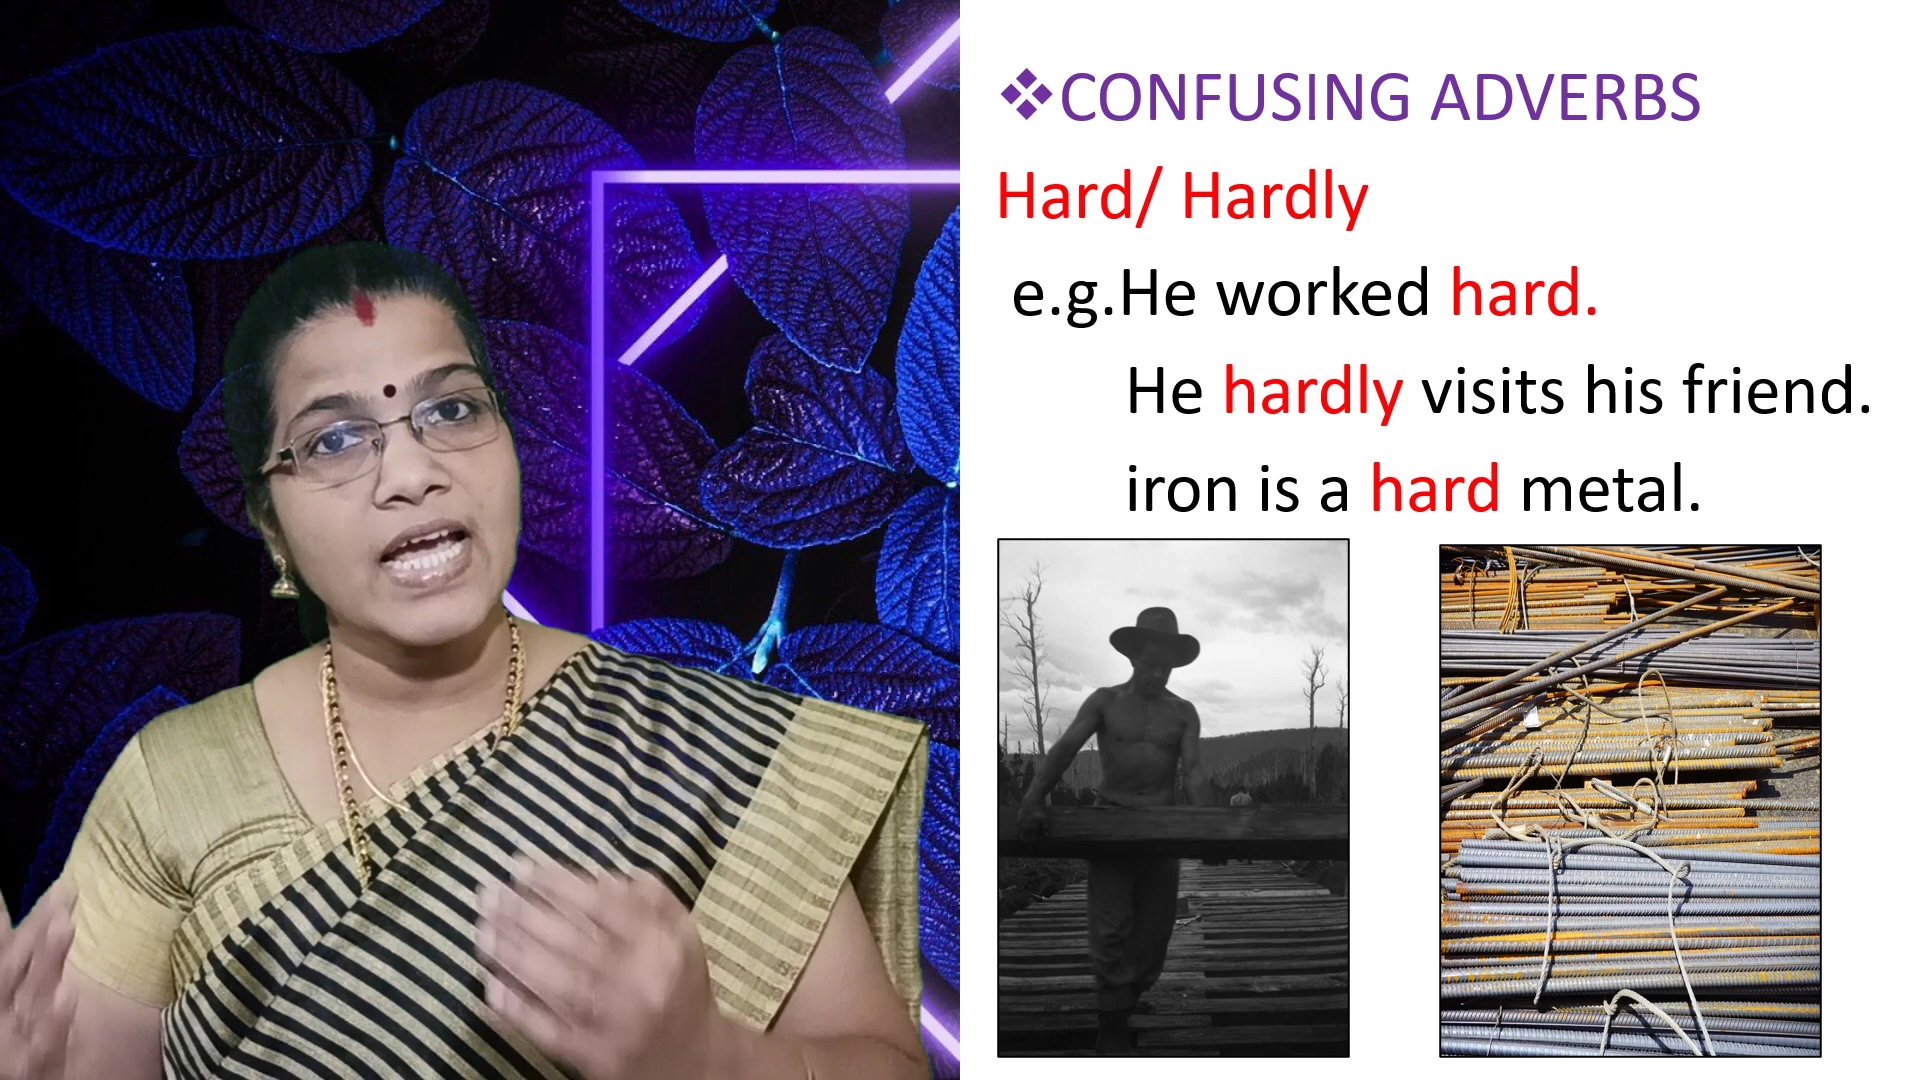 ❖CONFUSING ADVERBS
Hard/ Hardly
e.g.He worked hard.
He hardly visits his friend.
iron is a hard metal.